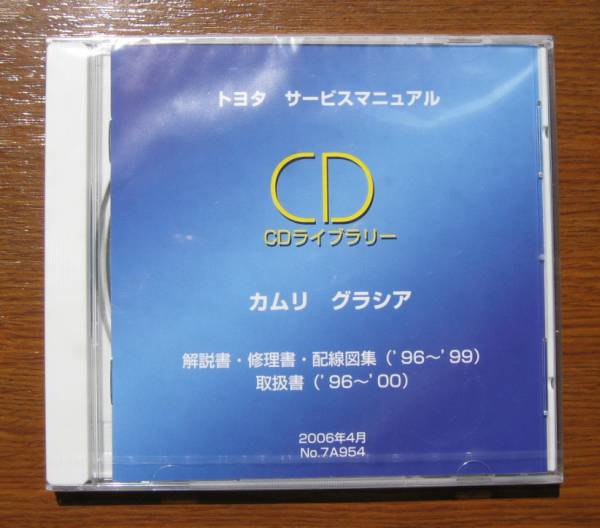 トヨタ サービスマニュアル
CD
CDライブラリー
カムリ グラシア
解説書・修理書・配線図集（'96〜'99）
取扱書（'96〜'00）
2006年4月
No.7A954